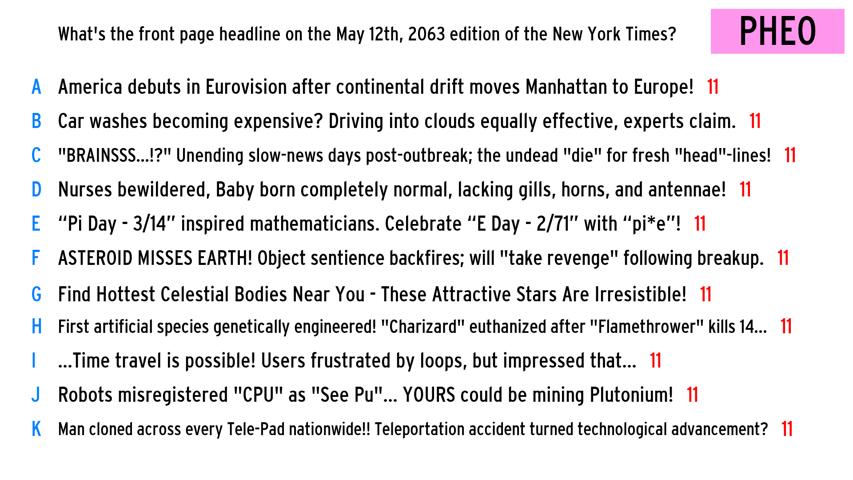 What's the front page headline on the May 12th, 2063 edition of the New York Times?
PHEO
A America debuts in Eurovision after continental drift moves Manhattan to Europe! 11
B Car washes becoming expensive? Driving into clouds equally effective, experts claim. 11
C "BRAINSSS...!?" Unending slow-news days post-outbreak; the undead "die" for fresh "head"-lines! 11
D Nurses bewildered, Baby born completely normal, lacking gills, horns, and antennae! 11
E “Pi Day - 3/14” inspired mathematicians. Celebrate “E Day - 2/71” with “pi*e”! 11
F ASTEROID MISSES EARTH! Object sentience backfires; will "take revenge" following breakup. 11
G Find Hottest Celestial Bodies Near You - These Attractive Stars Are Irresistible! 11
H First artificial species genetically engineered! "Charizard" euthanized after "Flamethrower" kills 14... 11
I ...Time travel is possible! Users frustrated by loops, but impressed that... 11
J Robots misregistered "CPU" as "See Pu"... YOURS could be mining Plutonium! 11
K Man cloned across every Tele-Pad nationwide!! Teleportation accident turned technological advancement? 11